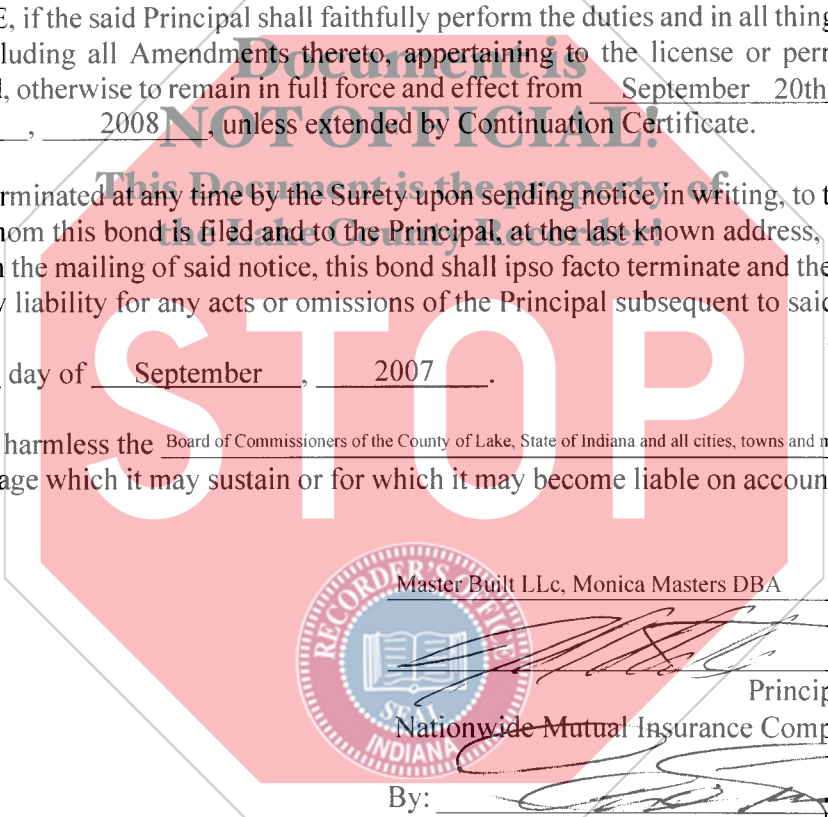 E, if the said Principal shall faithfully perform the duties and in all thing
luding all Amendments thereto, appertaining to the license or perr
Document is
l, otherwise to remain in full force and effect from September 20th
, 2008, unless extended by Continuation Certificate.
NOT OFFICIAL!
This Document is the property of
rminated at any time by the Surety upon sending notice in writing, to t
the Lake County Recorder!
hom this bond is filed and to the Principal, at the last known address,
n the mailing of said notice, this bond shall ipso facto terminate and the
y liability for any acts or omissions of the Principal subsequent to said
STOP
day of September, 2007.
harmless the Board of Commissioners of the County of Lake, State of Indiana and all cities, towns and m
age which it may sustain or for which it may become liable on accoun
RECORDER'S OFFICE
SEAL
INDIANA
Master Built LLc, Monica Masters DBA
Princip
Nationwide Mutual Insurance Comp
By: